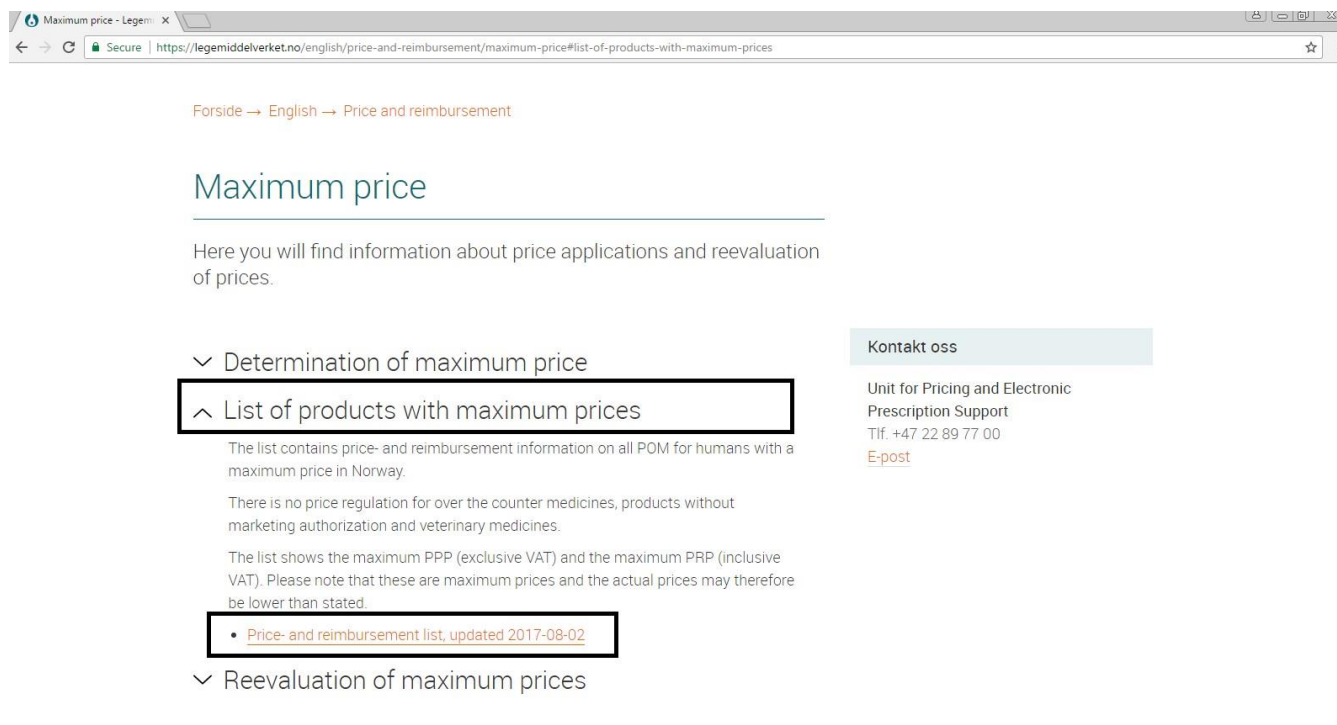 Maximum price - Legem
Secure https://legemiddelverket.no/english/price-and-reimbursement/maximum-price#list-of-products-with-maximum-prices
Forside → English → Price and reimbursement
Maximum price
Here you will find information about price applications and reevaluation
of prices.
Determination of maximum price
List of products with maximum prices
The list contains price- and reimbursement information on all POM for humans with a
maximum price in Norway.
There is no price regulation for over the counter medicines, products without
marketing authorization and veterinary medicines.
The list shows the maximum PPP (exclusive VAT) and the maximum PRP (inclusive
VAT). Please note that these are maximum prices and the actual prices may therefore
be lower than stated.
• Price- and reimbursement list, updated 2017-08-02
Reevaluation of maximum prices
Kontakt oss
Unit for Pricing and Electronic
Prescription Support
Tlf. +47 22 89 77 00
E-post